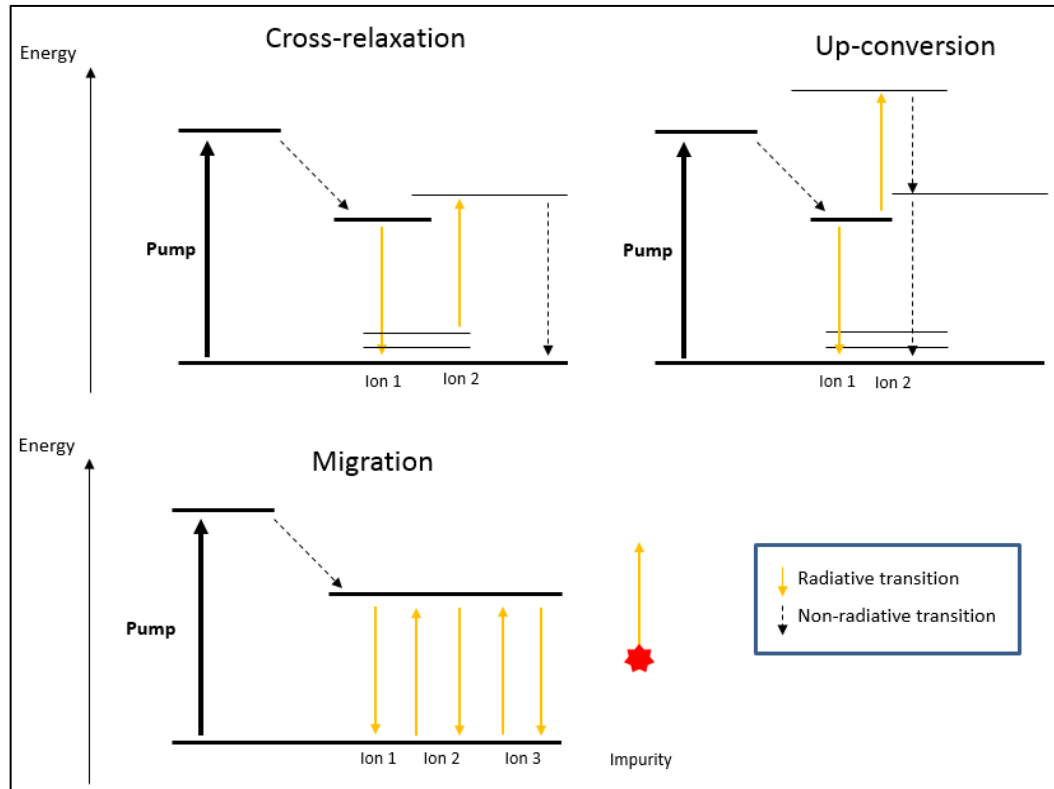 Cross-relaxation
Up-conversion
Energy
Pump
Pump
Ion 1
Ion 2
Ion 1
Ion 2
Energy
Migration
Radiative transition
Non-radiative transition
Pump
Ion 1
Ion 2
Ion 3
Impurity